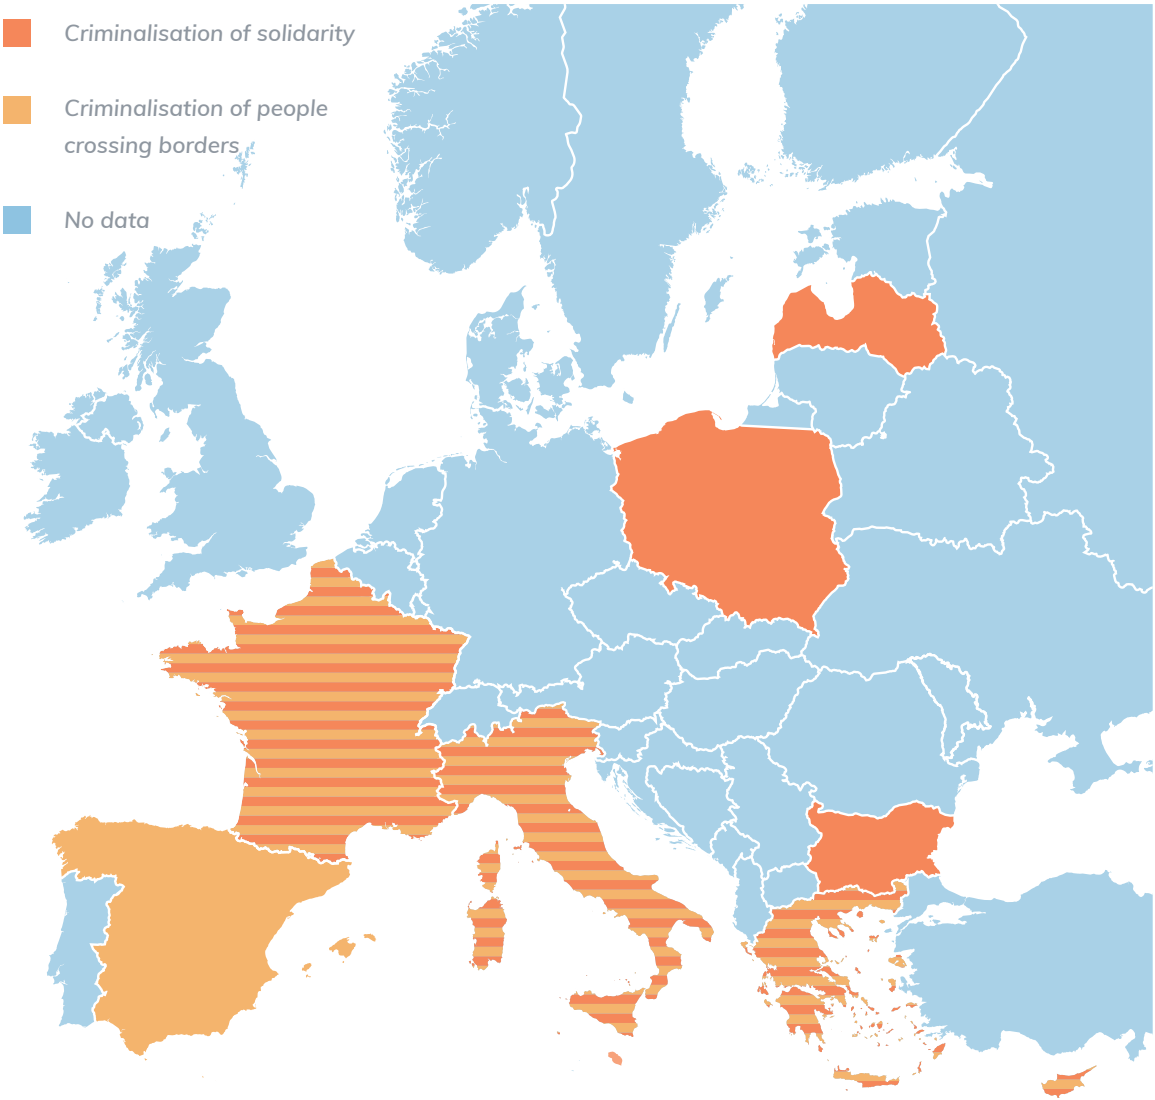 Criminalisation of solidarity
Criminalisation of people
crossing borders
No data